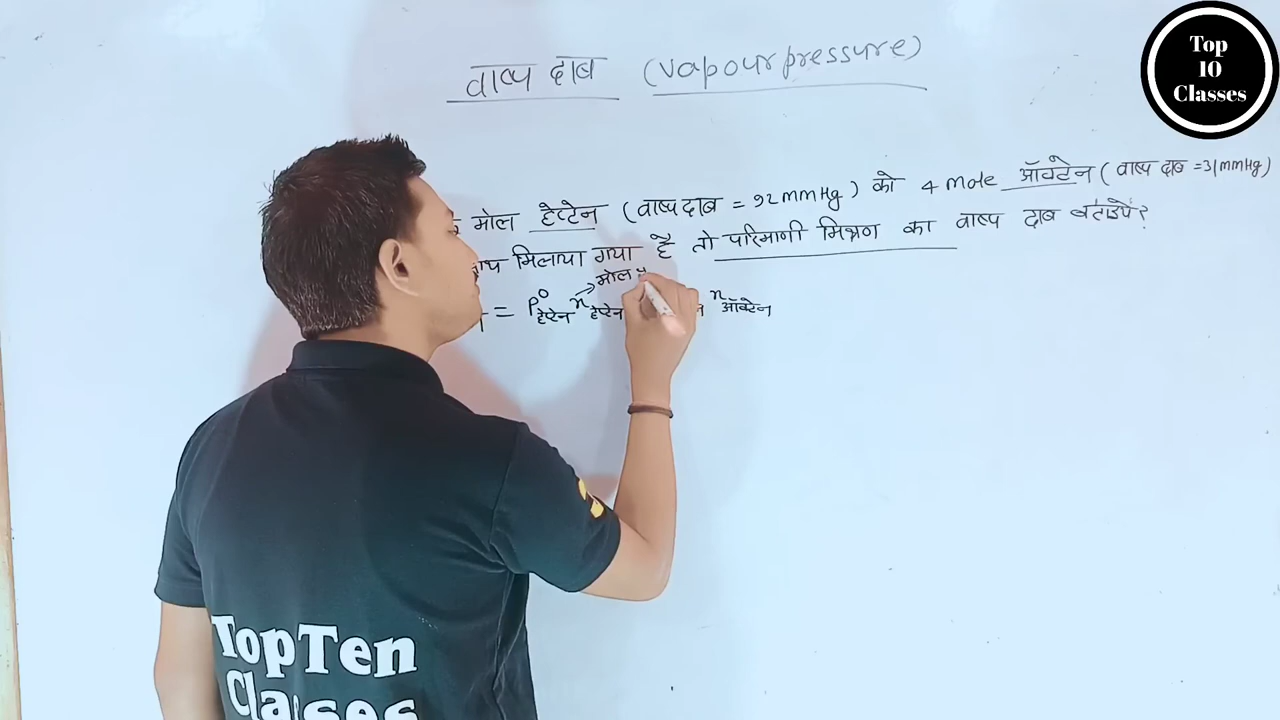 वाष्प दाब (vapour pressure)
Top
10
Classes
मोल हेप्टेन (वाष्प दाब = 92 mmHg) को 4 mole ऑक्टेन (वाष्प दाब = 31 mmHg)
मिलाया गया है तो परिणामी मिश्रण का वाष्प दाब बताइये?
मोल
= P⁰हेप्टेन xहेप्टेन xऑक्टेन
TopTen
Classes